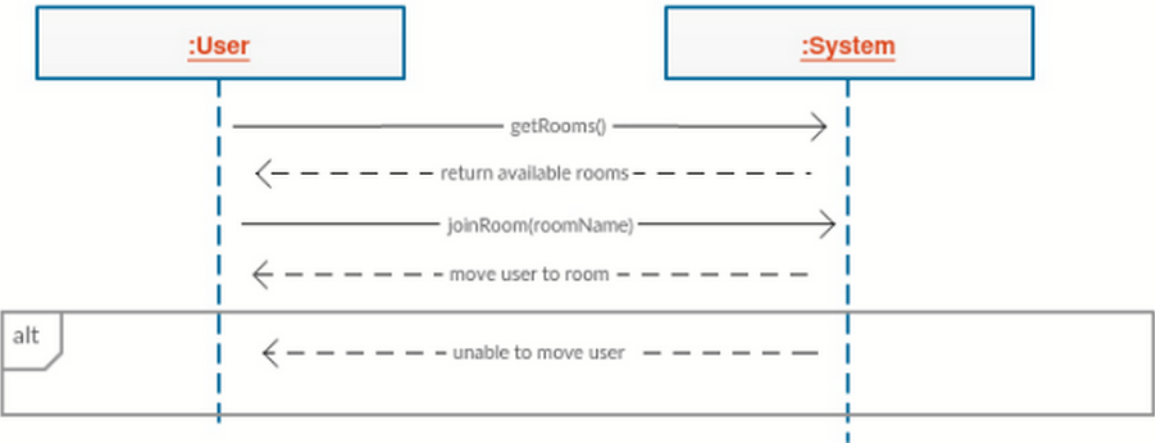 :User
:System
getRooms()
return available rooms
joinRoom(roomName)
move user to room
alt
unable to move user